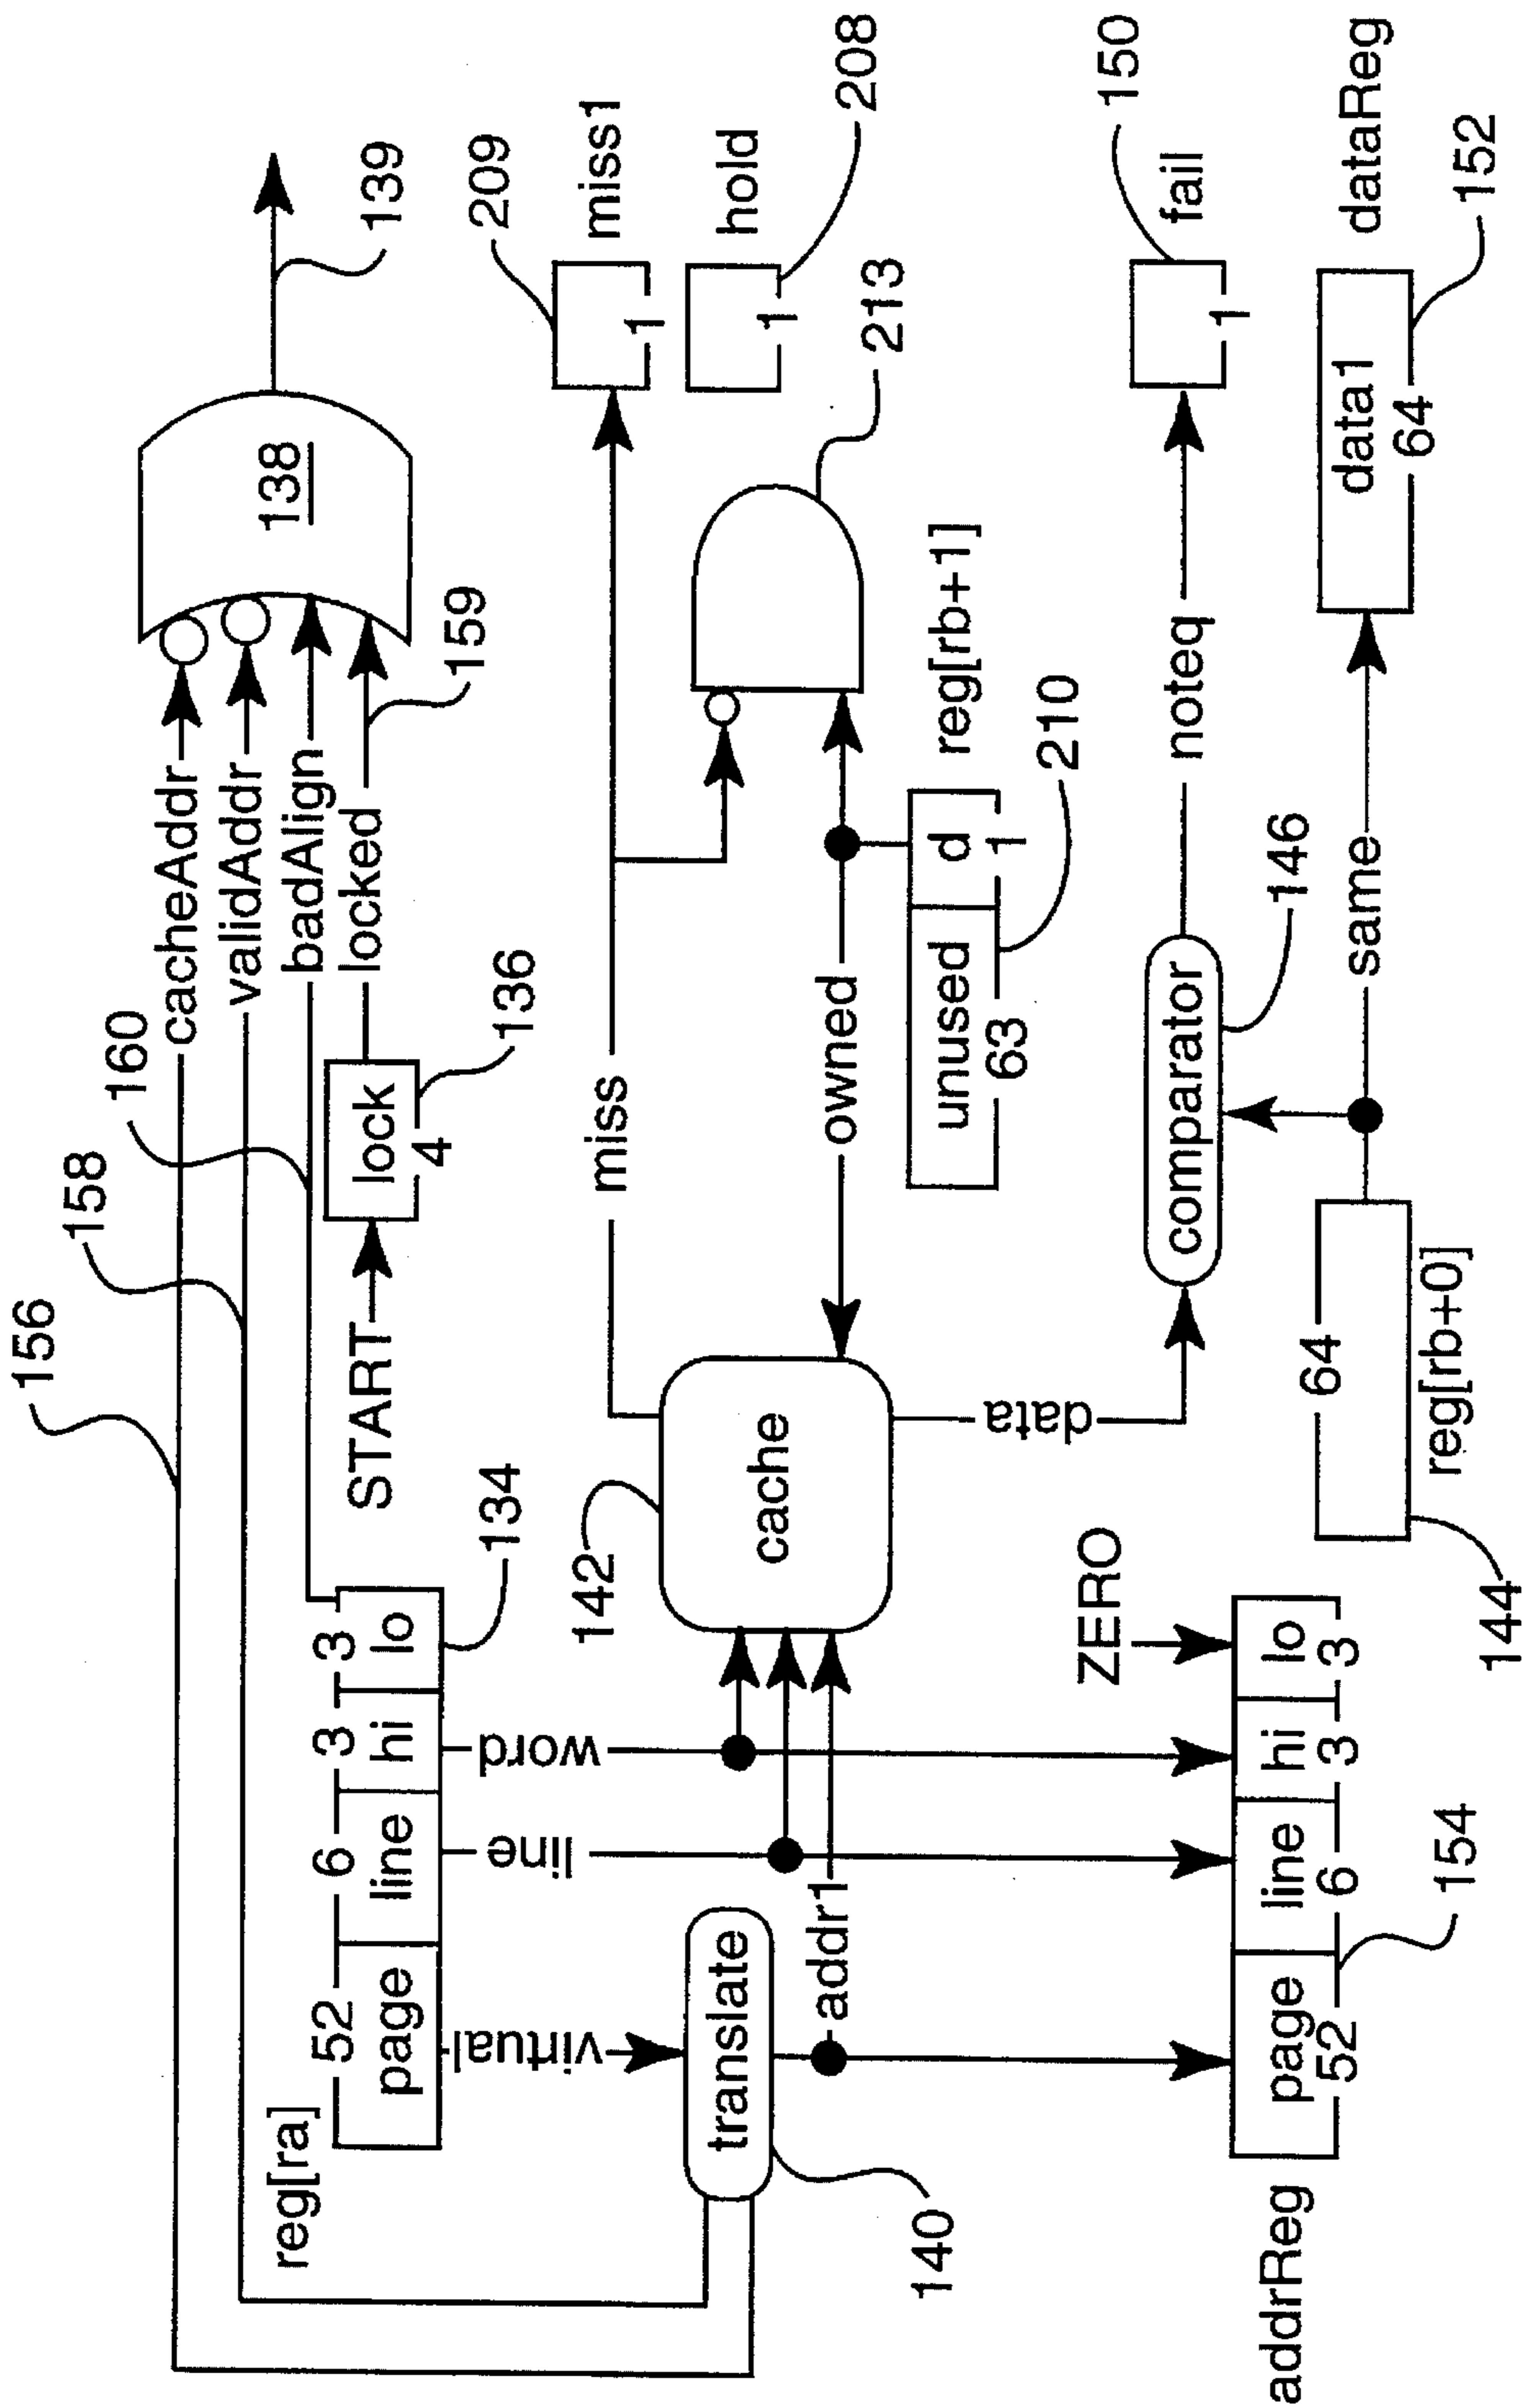 156
158
160
cacheAddr
validAddr
badAlign
locked
138
139
159
reg[ra]
52 6 3 3
page line hi lo
134
START
lock
4
136
virtual
line
word
translate
140
addr1
142
cache
miss
209
miss1
1
hold
1
208
213
owned
unused d
63 1
reg[rb+1]
210
data
comparator
146
noteq
150
fail
1
ZERO
addrReg
page line hi lo
52 6 3 3
154
64
reg[rb+0]
144
same
data1
64
dataReg
152